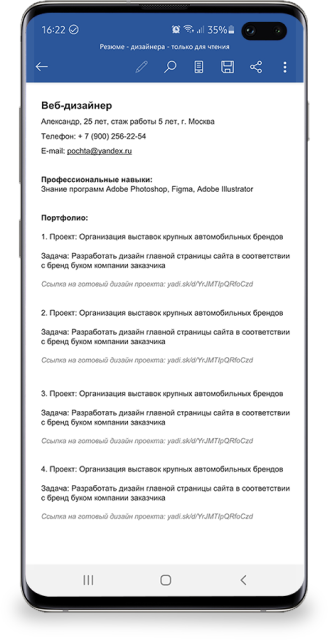 16:22 35%
Резюме - дизайнера - только для чтения
Веб-дизайнер
Александр, 25 лет, стаж работы 5 лет, г. Москва
Телефон: + 7 (900) 256-22-54
E-mail: pochta@yandex.ru
Профессиональные навыки:
Знание программ Adobe Photoshop, Figma, Adobe Illustrator
Портфолио:
1. Проект: Организация выставок крупных автомобильных брендов
Задача: Разработать дизайн главной страницы сайта в соответствии
с бренд буком компании заказчика
Ссылка на готовый дизайн проекта: yadi.sk/d/YrJMTIpQRfoCzd
2. Проект: Организация выставок крупных автомобильных брендов
Задача: Разработать дизайн главной страницы сайта в соответствии
с бренд буком компании заказчика
Ссылка на готовый дизайн проекта: yadi.sk/d/YrJMTIpQRfoCzd
3. Проект: Организация выставок крупных автомобильных брендов
Задача: Разработать дизайн главной страницы сайта в соответствии
с бренд буком компании заказчика
Ссылка на готовый дизайн проекта: yadi.sk/d/YrJMTIpQRfoCzd
4. Проект: Организация выставок крупных автомобильных брендов
Задача: Разработать дизайн главной страницы сайта в соответствии
с бренд буком компании заказчика
Ссылка на готовый дизайн проекта: yadi.sk/d/YrJMTIpQRfoCzd